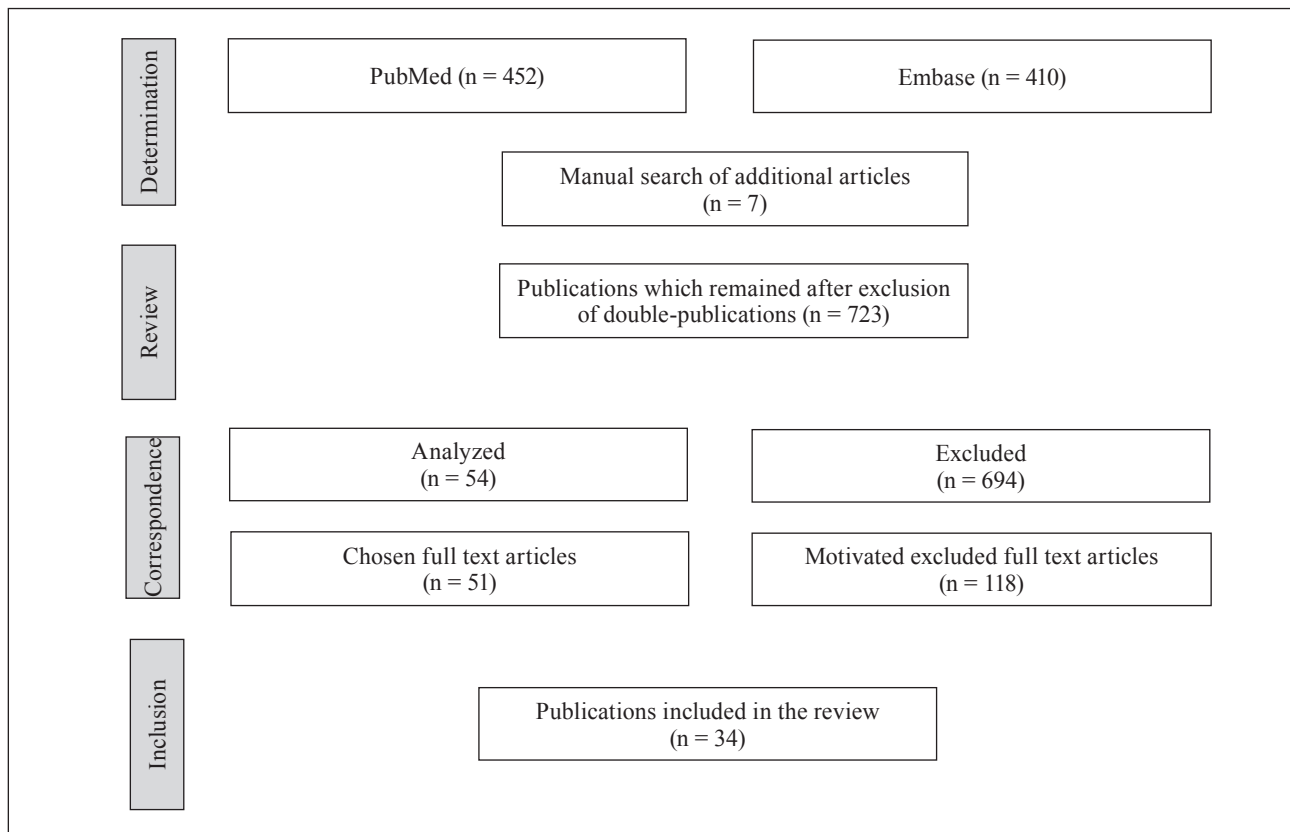 Determination
PubMed (n = 452)
Embase (n = 410)
Manual search of additional articles
(n = 7)
Review
Publications which remained after exclusion
of double-publications (n = 723)
Correspondence
Analyzed
(n = 54)
Excluded
(n = 694)
Chosen full text articles
(n = 51)
Motivated excluded full text articles
(n = 118)
Inclusion
Publications included in the review
(n = 34)